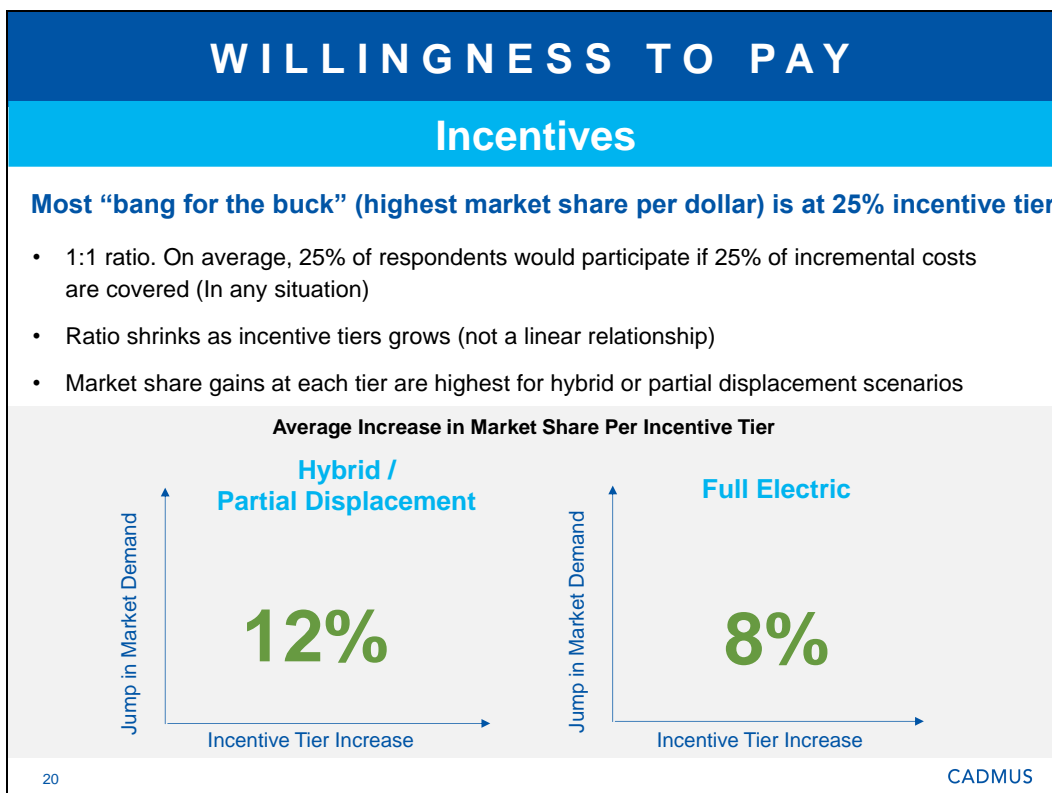 WILLINGNESS TO PAY
Incentives
Most “bang for the buck” (highest market share per dollar) is at 25% incentive tier
• 1:1 ratio. On average, 25% of respondents would participate if 25% of incremental costs
are covered (In any situation)
• Ratio shrinks as incentive tiers grows (not a linear relationship)
• Market share gains at each tier are highest for hybrid or partial displacement scenarios
Average Increase in Market Share Per Incentive Tier
Hybrid /
Partial Displacement
Jump in Market Demand
12%
Incentive Tier Increase
Full Electric
Jump in Market Demand
8%
Incentive Tier Increase
20
CADMUS